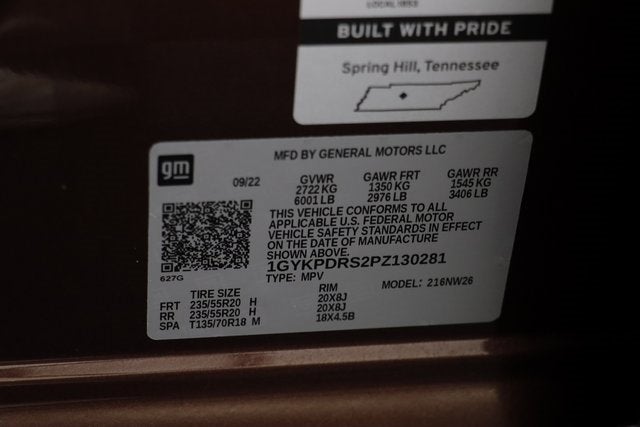 LOCAL 1853
BUILT WITH PRIDE
Spring Hill, Tennessee
gm
MFD BY GENERAL MOTORS LLC
09/22 GVWR GAWR FRT GAWR RR
2722 KG 1350 KG 1545 KG
6001 LB 2976 LB 3406 LB
THIS VEHICLE CONFORMS TO ALL
APPLICABLE U.S. FEDERAL MOTOR
VEHICLE SAFETY STANDARDS IN EFFECT
ON THE DATE OF MANUFACTURE
SHOWN ABOVE.
1GYKPDRS2PZ130281
627G
TYPE: MPV MODEL: 216NW26
TIRE SIZE RIM
FRT 235/55R20 H 20X8J
RR 235/55R20 H 20X8J
SPA T135/70R18 M 18X4.5B